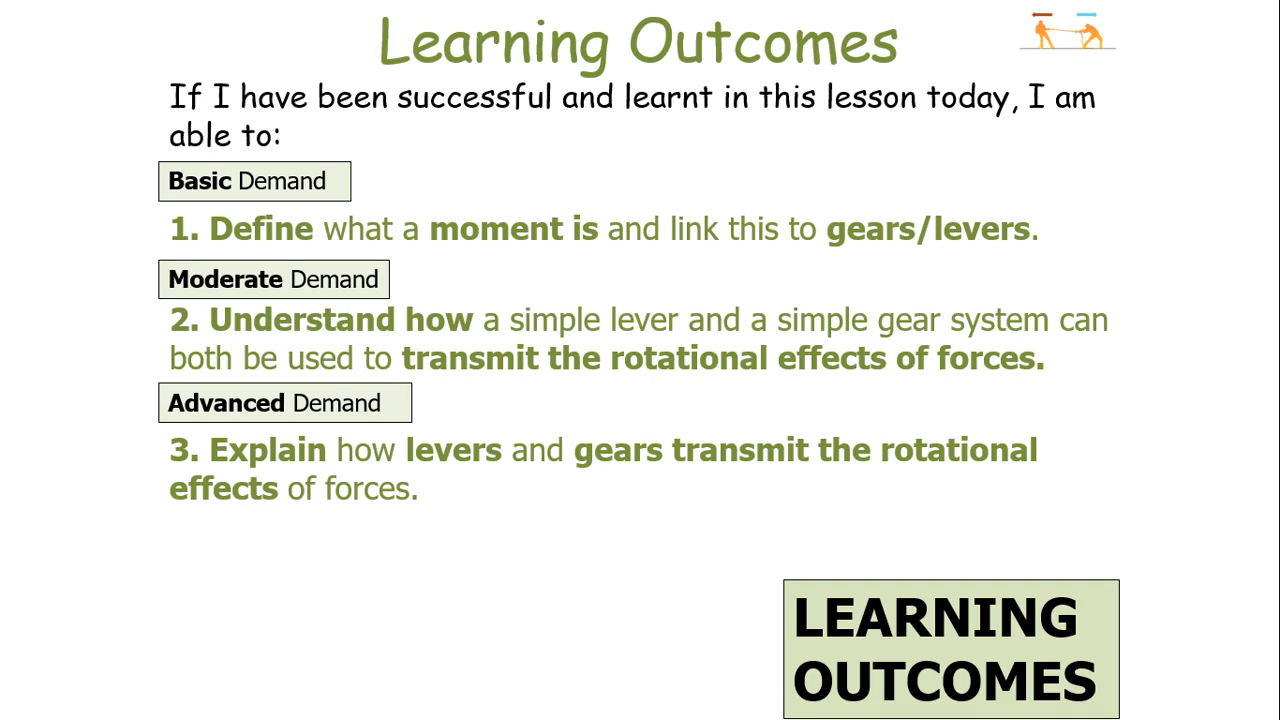 Learning Outcomes
If I have been successful and learnt in this lesson today, I am
able to:
Basic Demand
1. Define what a moment is and link this to gears/levers.
Moderate Demand
2. Understand how a simple lever and a simple gear system can
both be used to transmit the rotational effects of forces.
Advanced Demand
3. Explain how levers and gears transmit the rotational
effects of forces.
LEARNING
OUTCOMES